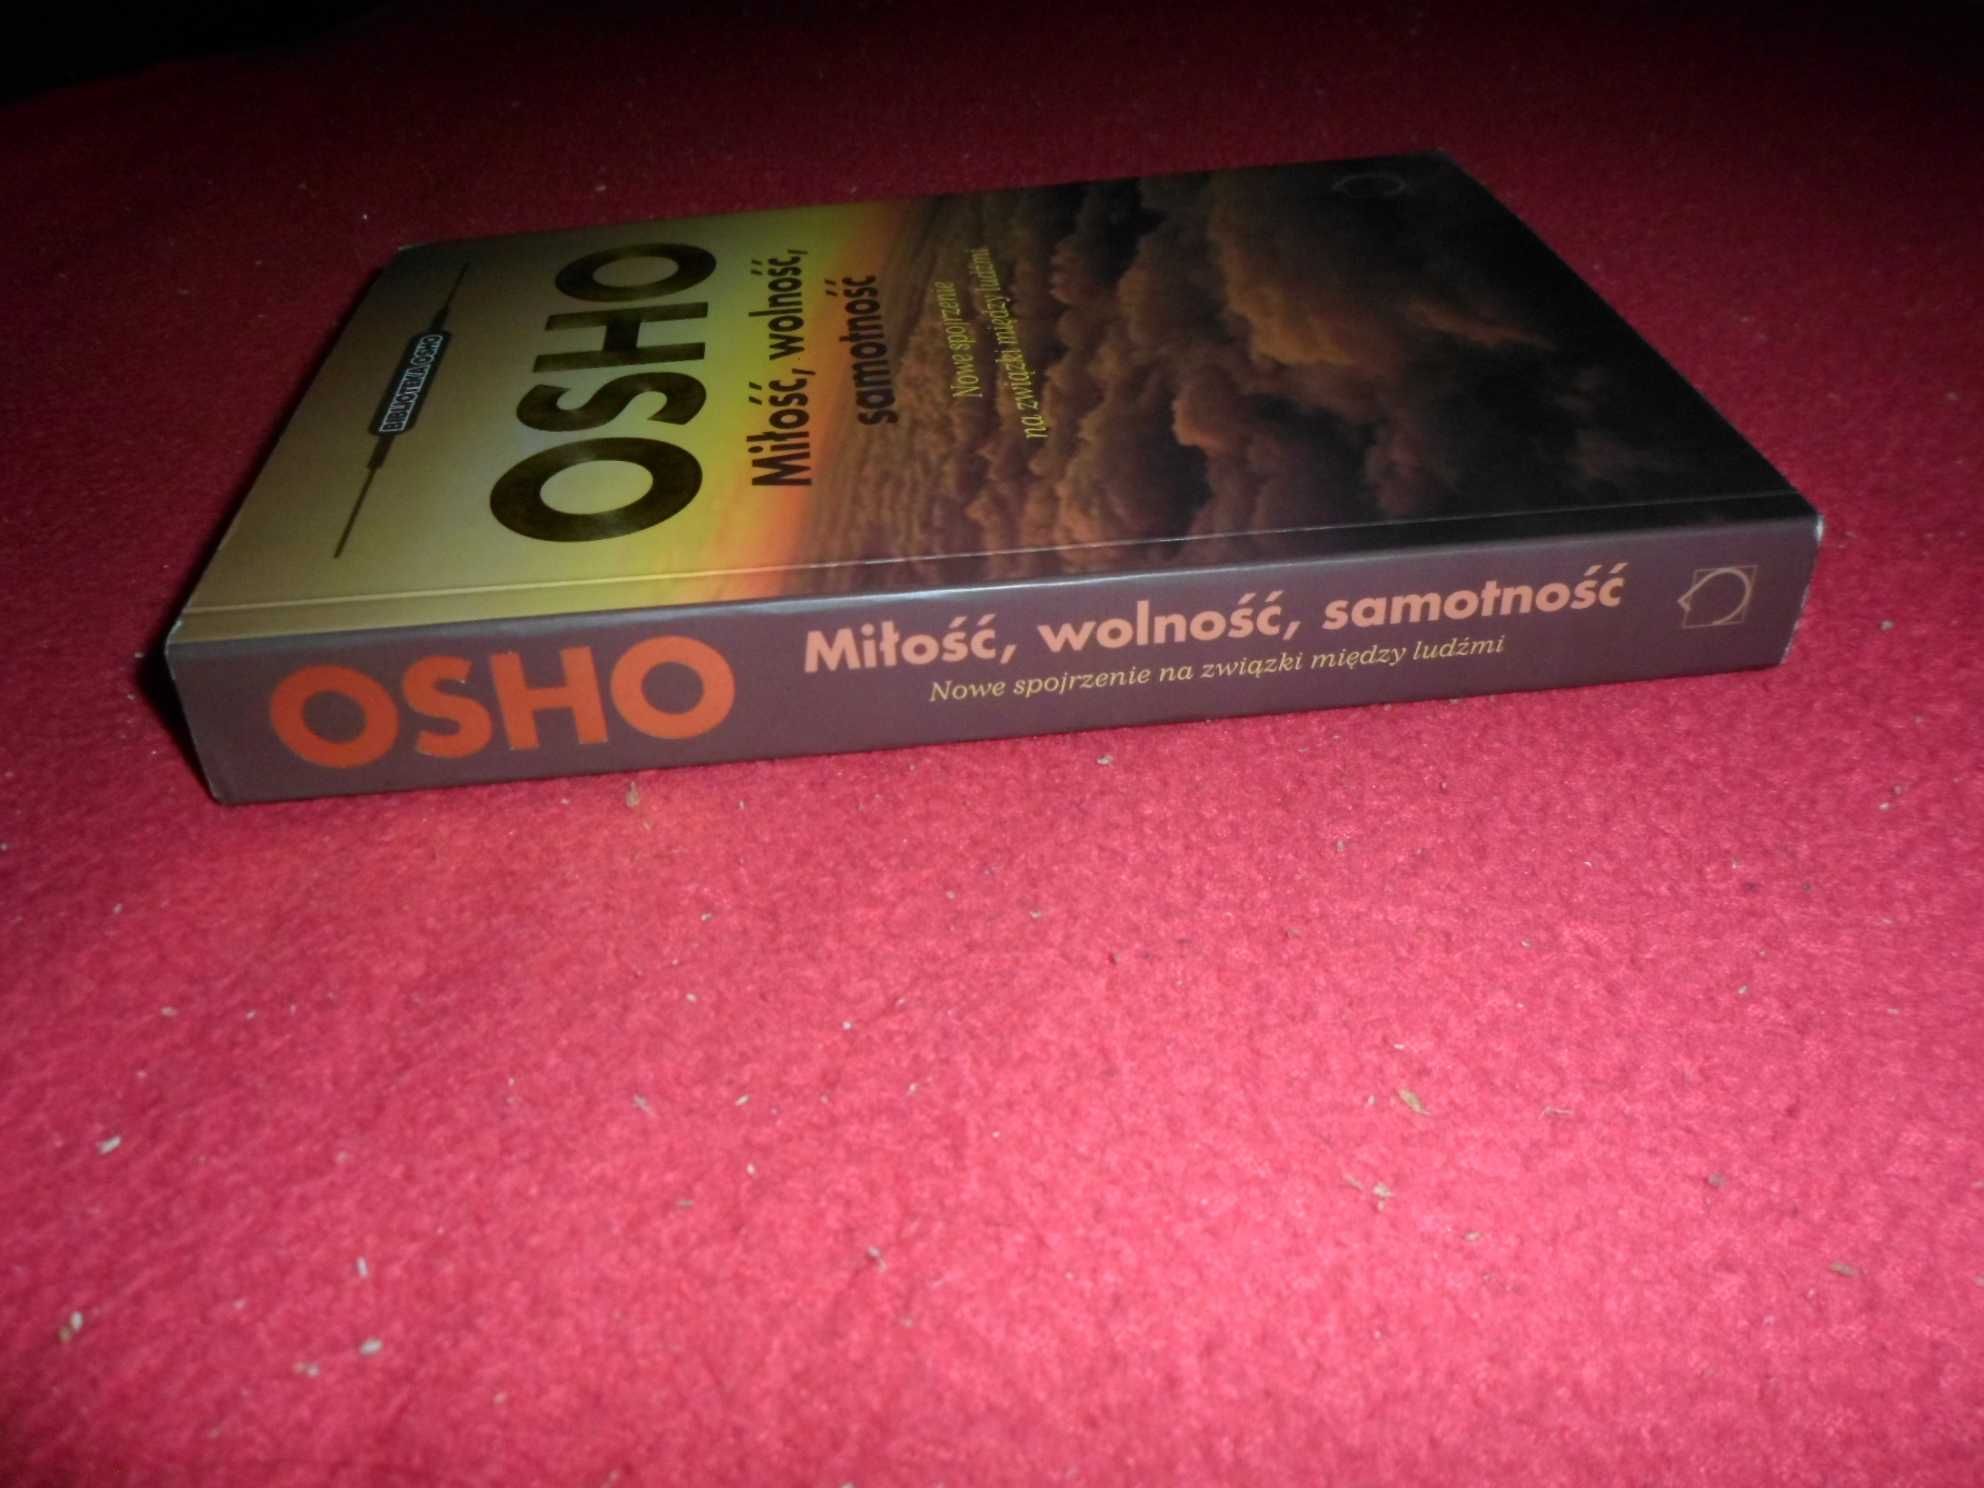 BIBLIOTEKA OSHO
OSHO
Miłość, wolność,
samotność
Nowe spojrzenie
na związki między ludźmi
OSHO
Miłość, wolność, samotność
Nowe spojrzenie na związki między ludźmi